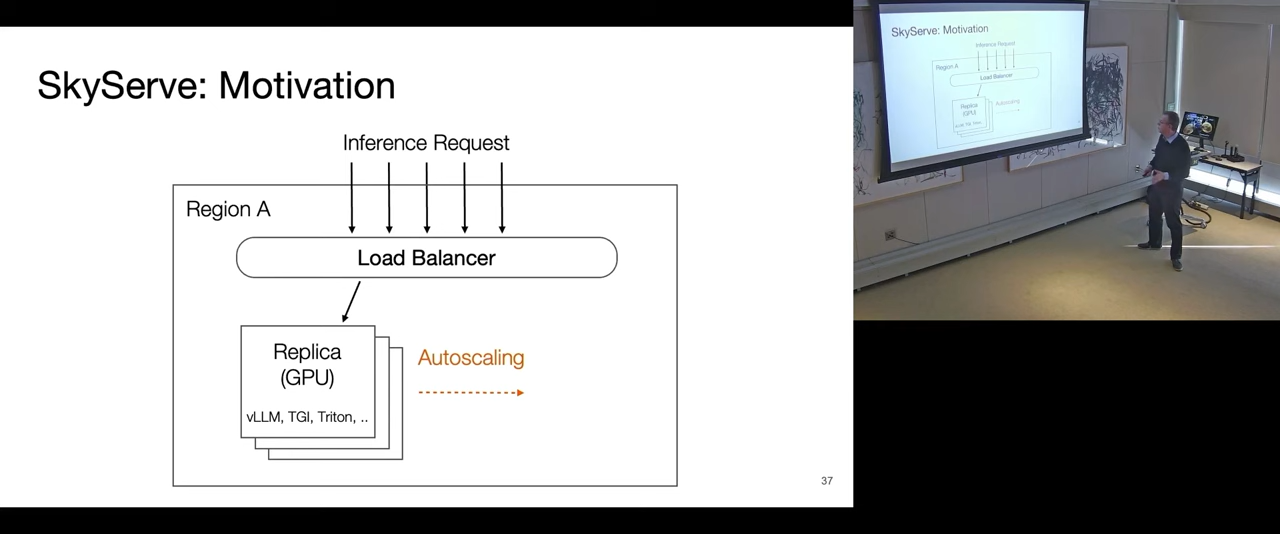 SkyServe: Motivation
Inference Request
Region A
Load Balancer
Replica
(GPU)
vLLM, TGI, Triton, ..
Autoscaling
37
SkyServe: Motivation
Inference Request
Region A
Load Balancer
Replica
(GPU)
Autoscaling